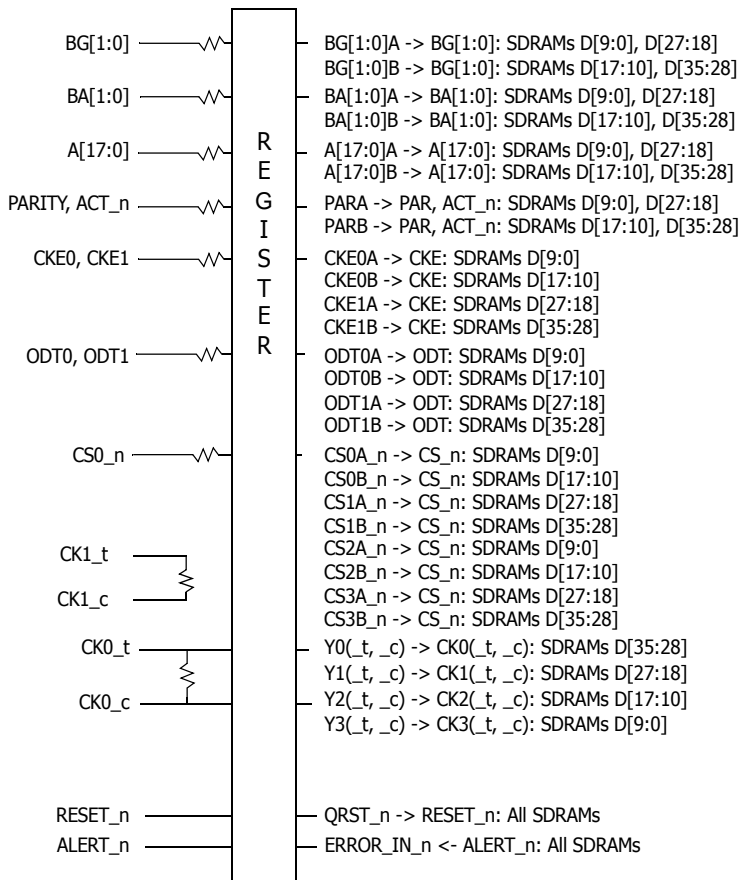 BG[1:0]
BG[1:0]A -> BG[1:0]: SDRAMs D[9:0], D[27:18]
BG[1:0]B -> BG[1:0]: SDRAMs D[17:10], D[35:28]
BA[1:0]
BA[1:0]A -> BA[1:0]: SDRAMs D[9:0], D[27:18]
BA[1:0]B -> BA[1:0]: SDRAMs D[17:10], D[35:28]
A[17:0]
A[17:0]A -> A[17:0]: SDRAMs D[9:0], D[27:18]
A[17:0]B -> A[17:0]: SDRAMs D[17:10], D[35:28]
PARITY, ACT_n
PARA -> PAR, ACT_n: SDRAMs D[9:0], D[27:18]
PARB -> PAR, ACT_n: SDRAMs D[17:10], D[35:28]
CKE0, CKE1
CKE0A -> CKE: SDRAMs D[9:0]
CKE0B -> CKE: SDRAMs D[17:10]
CKE1A -> CKE: SDRAMs D[27:18]
CKE1B -> CKE: SDRAMs D[35:28]
REGISTER
ODT0, ODT1
ODT0A -> ODT: SDRAMs D[9:0]
ODT0B -> ODT: SDRAMs D[17:10]
ODT1A -> ODT: SDRAMs D[27:18]
ODT1B -> ODT: SDRAMs D[35:28]
CS0_n
CS0A_n -> CS_n: SDRAMs D[9:0]
CS0B_n -> CS_n: SDRAMs D[17:10]
CS1A_n -> CS_n: SDRAMs D[27:18]
CS1B_n -> CS_n: SDRAMs D[35:28]
CS2A_n -> CS_n: SDRAMs D[9:0]
CS2B_n -> CS_n: SDRAMs D[17:10]
CS3A_n -> CS_n: SDRAMs D[27:18]
CS3B_n -> CS_n: SDRAMs D[35:28]
CK1_t
CK1_c
CK0_t
CK0_c
Y0(_t, _c) -> CK0(_t, _c): SDRAMs D[35:28]
Y1(_t, _c) -> CK1(_t, _c): SDRAMs D[27:18]
Y2(_t, _c) -> CK2(_t, _c): SDRAMs D[17:10]
Y3(_t, _c) -> CK3(_t, _c): SDRAMs D[9:0]
RESET_n
QRST_n -> RESET_n: All SDRAMs
ALERT_n
ERROR_IN_n <- ALERT_n: All SDRAMs